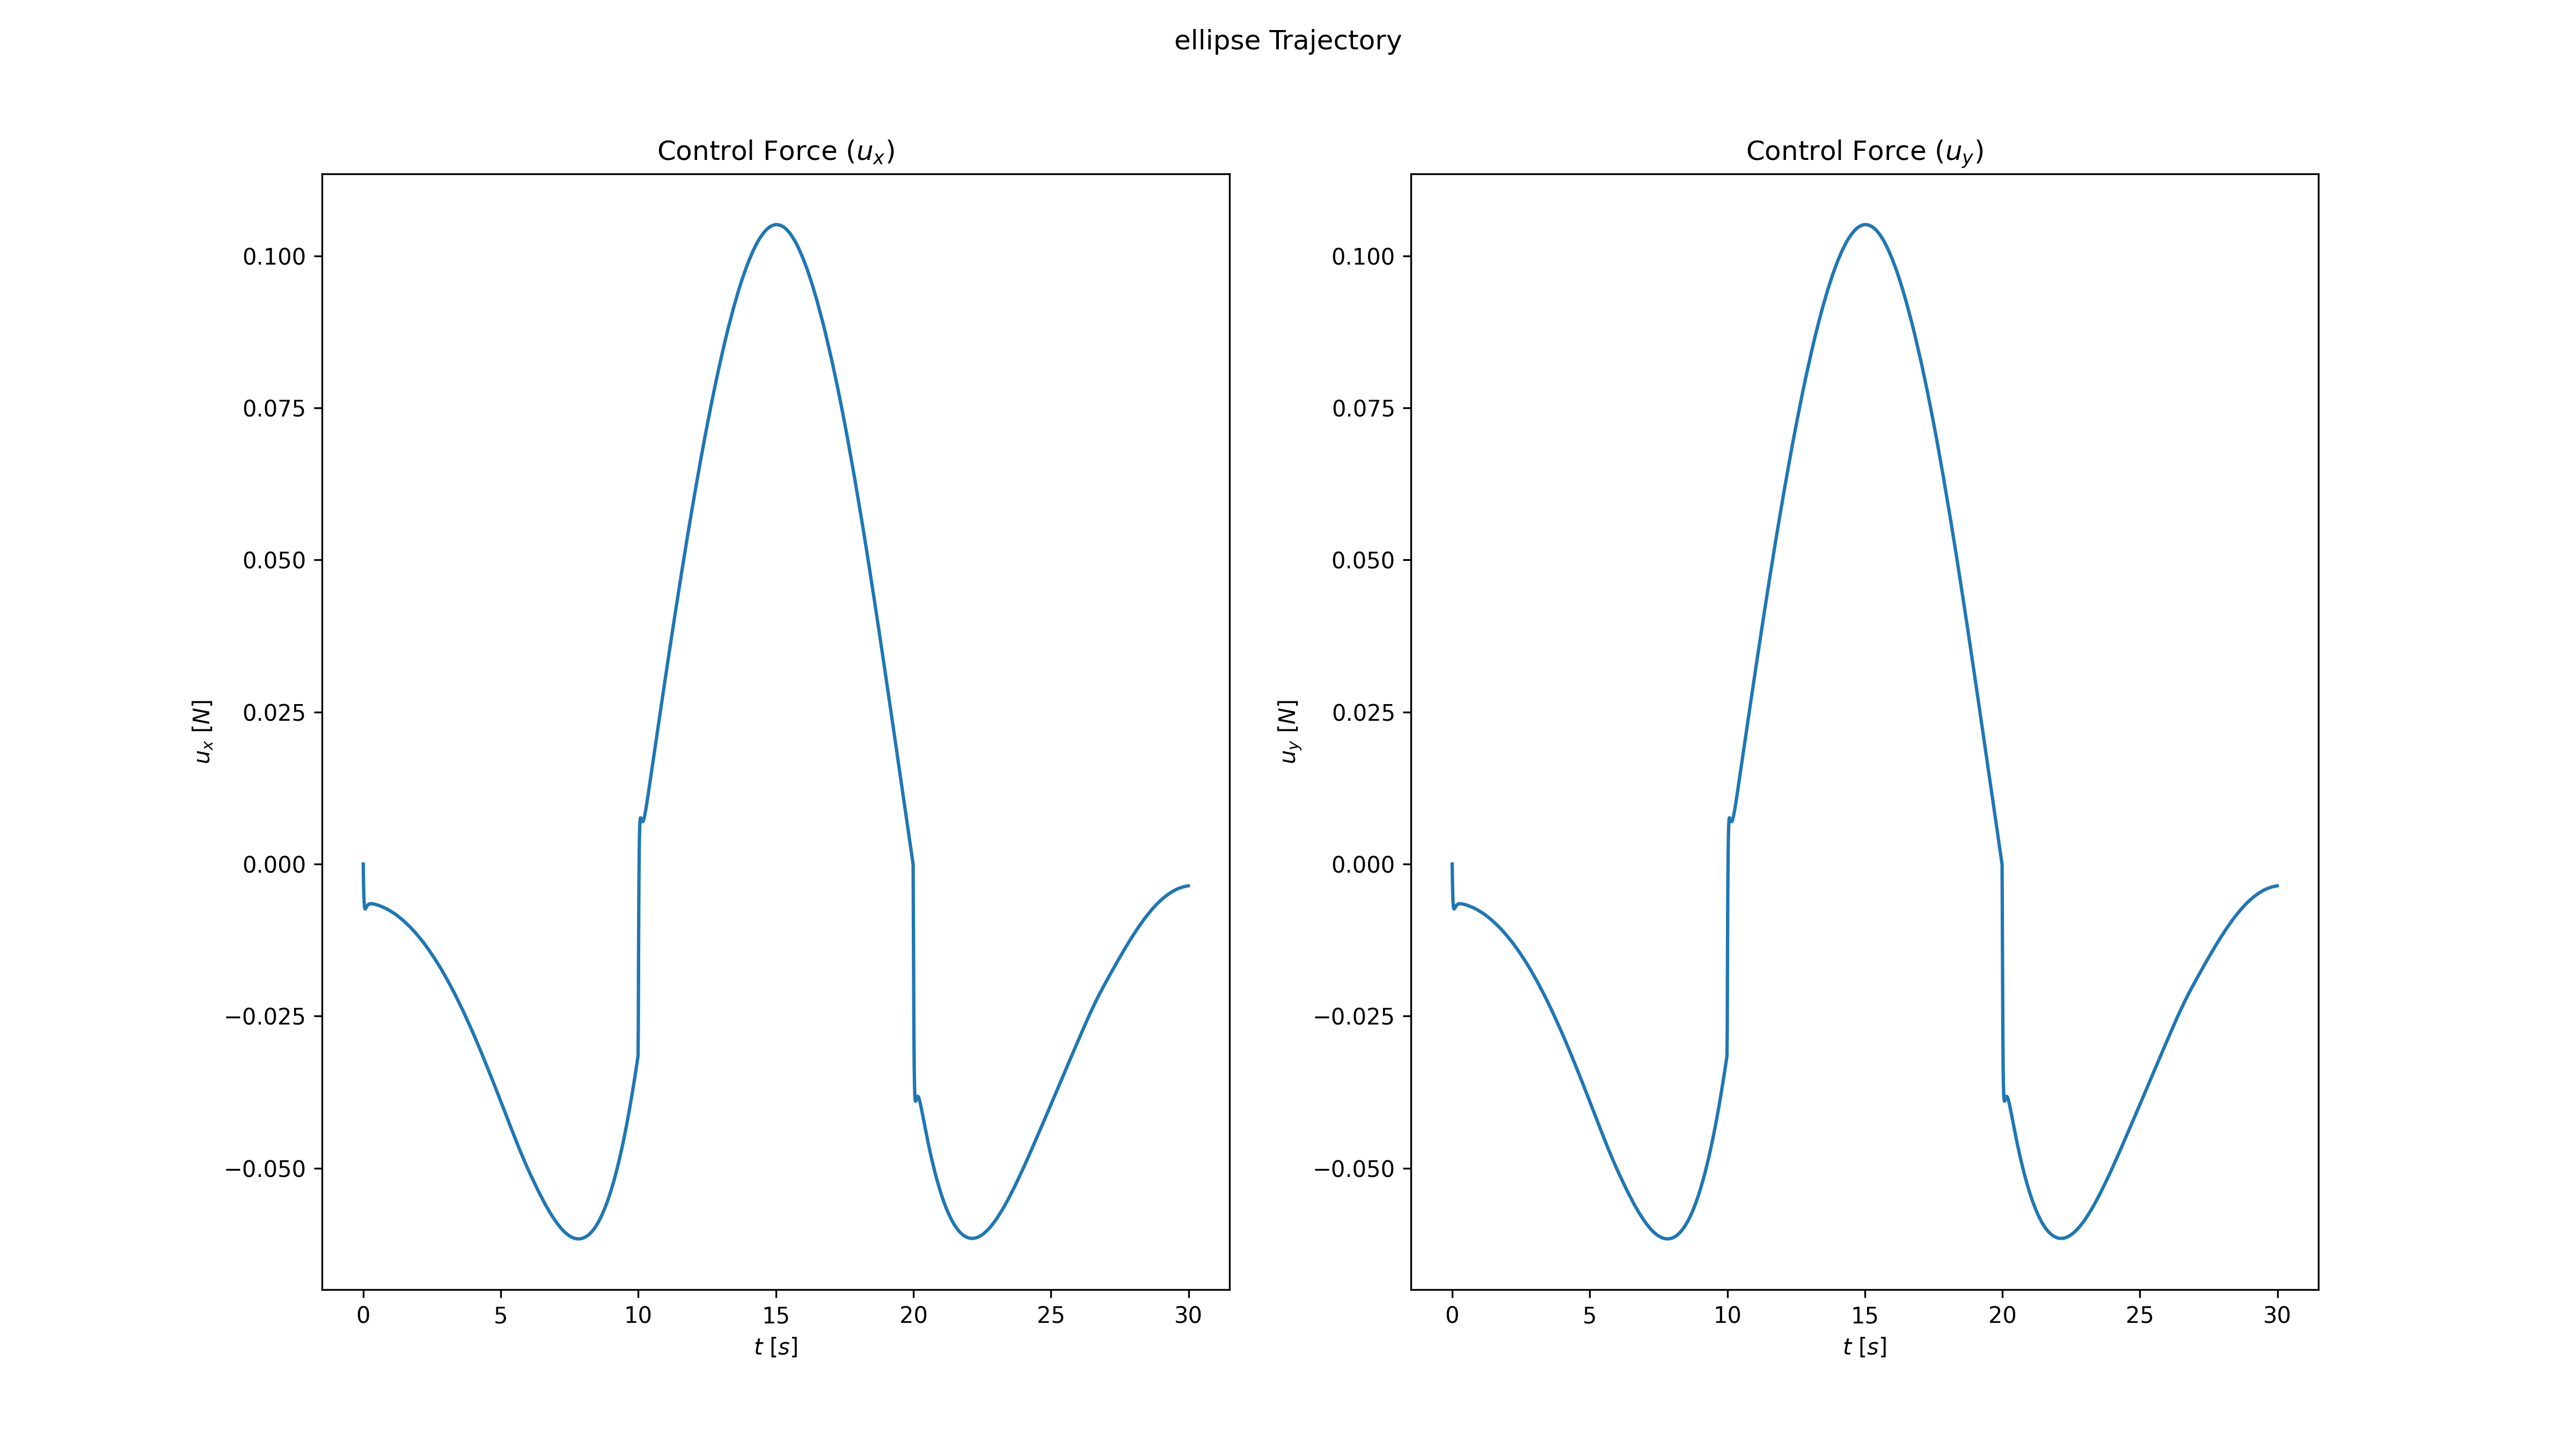 ellipse Trajectory
Control Force (u_x)
0.100
0.075
0.050
0.025
0.000
−0.025
−0.050
u_x [N]
0 5 10 15 20 25 30
t [s]
Control Force (u_y)
0.100
0.075
0.050
0.025
0.000
−0.025
−0.050
u_y [N]
0 5 10 15 20 25 30
t [s]